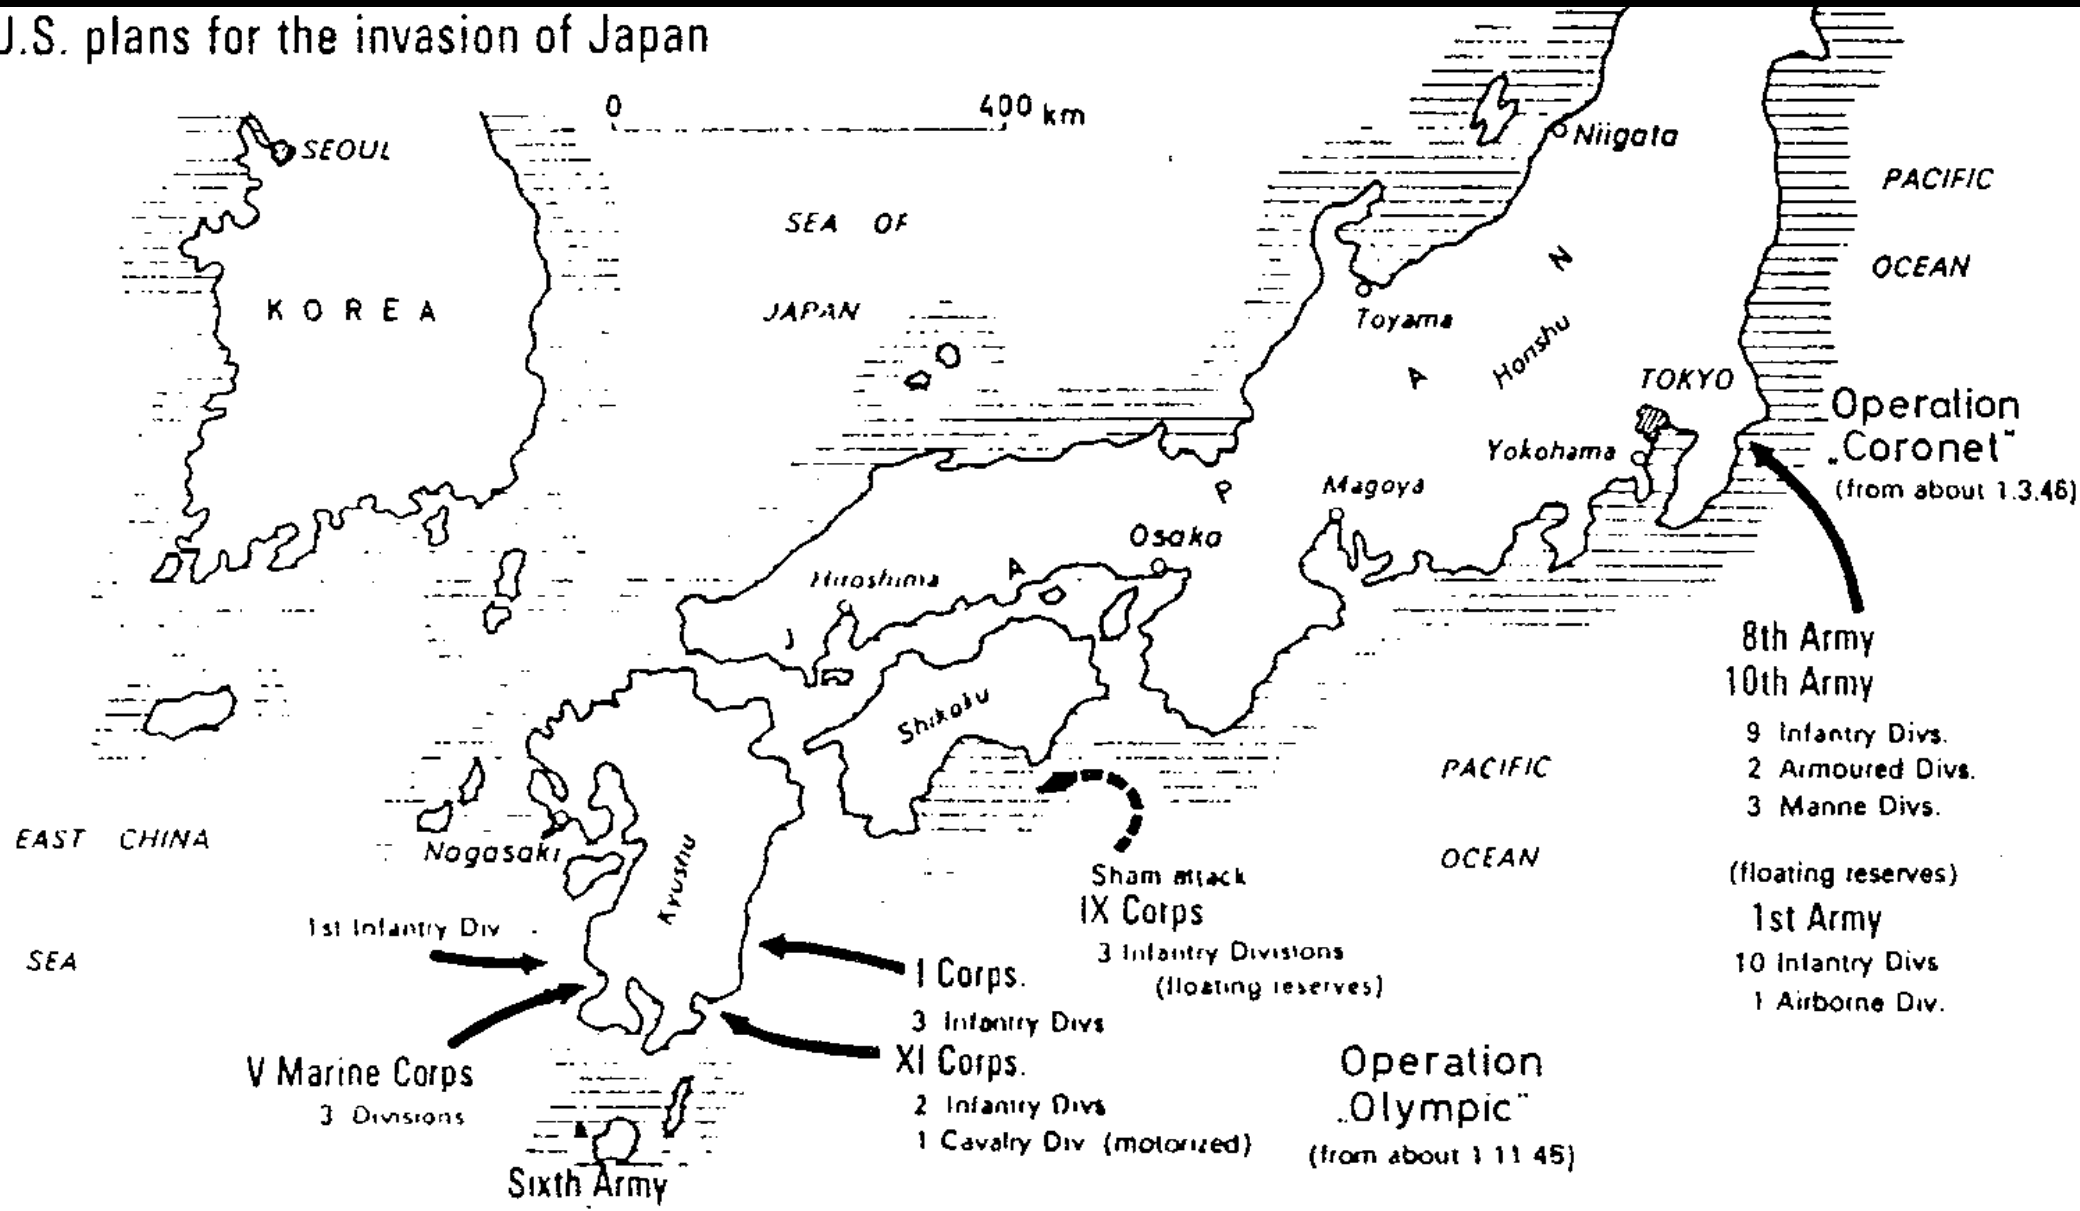 U.S. plans for the invasion of Japan
0 400 km
SEOUL
KOREA
SEA OF
JAPAN
Niigata
PACIFIC
OCEAN
Toyama
Honshu
JAPAN
TOKYO
Yokohama
Magoya
Osaka
Hiroshima
Shikoku
Kyushu
Nagasaki
EAST CHINA
SEA
PACIFIC
OCEAN
Operation
„Coronet"
(from about 1.3.46)
8th Army
10th Army
9 Infantry Divs.
2 Armoured Divs.
3 Marine Divs.
(floating reserves)
1st Army
10 Infantry Divs
1 Airborne Div.
Sham attack
IX Corps
3 Infantry Divisions
(floating reserves)
1st Infantry Div
V Marine Corps
3 Divisions
I Corps.
3 Infantry Divs
XI Corps.
2 Infantry Divs
1 Cavalry Div (motorized)
Sixth Army
Operation
„Olympic"
(from about 1 11 45)